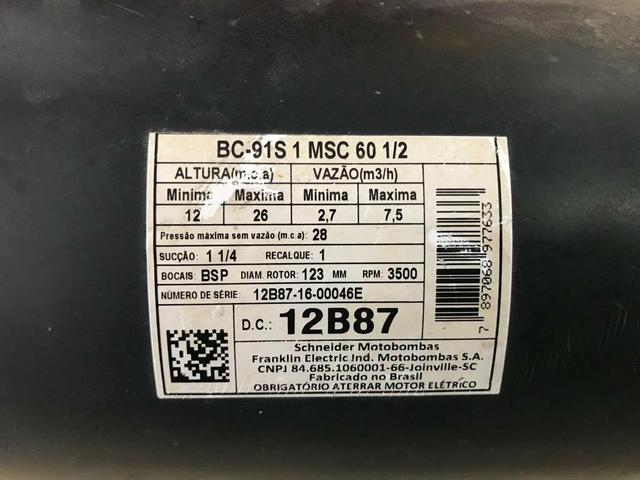 BC-91S 1 MSC 60 1/2
ALTURA(m.c.a) VAZÃO(m3/h)
Minima Maxima Minima Maxima
12 26 2,7 7,5
Pressão màxima sem vazão (m.c.a): 28
SUCÇÃO: 1 1/4 RECALQUE: 1
BOCAIS: BSP DIAM. ROTOR: 123 MM RPM: 3500
NÚMERO DE SÉRIE: 12B87-16-00046E
D.C.: 12B87
Schneider Motobombas
Franklin Electric Ind. Motobombas S.A.
CNPJ 84.685.1060001-66-Joinville-SC
Fabricado no Brasil
OBRIGATÓRIO ATERRAR MOTOR ELÉTRICO
7 897068 977633